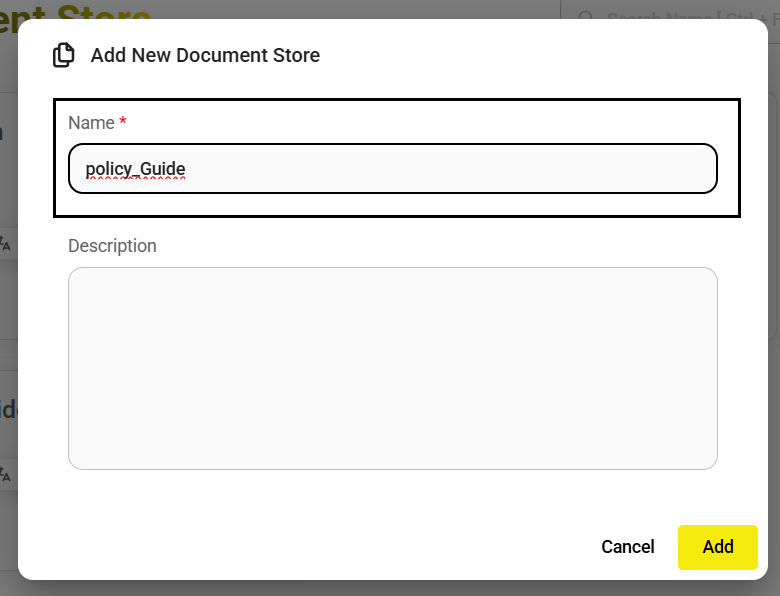 ent Store
Search Name [ Ctrl + F
Add New Document Store
Name *
policy_Guide
Description
Cancel
Add